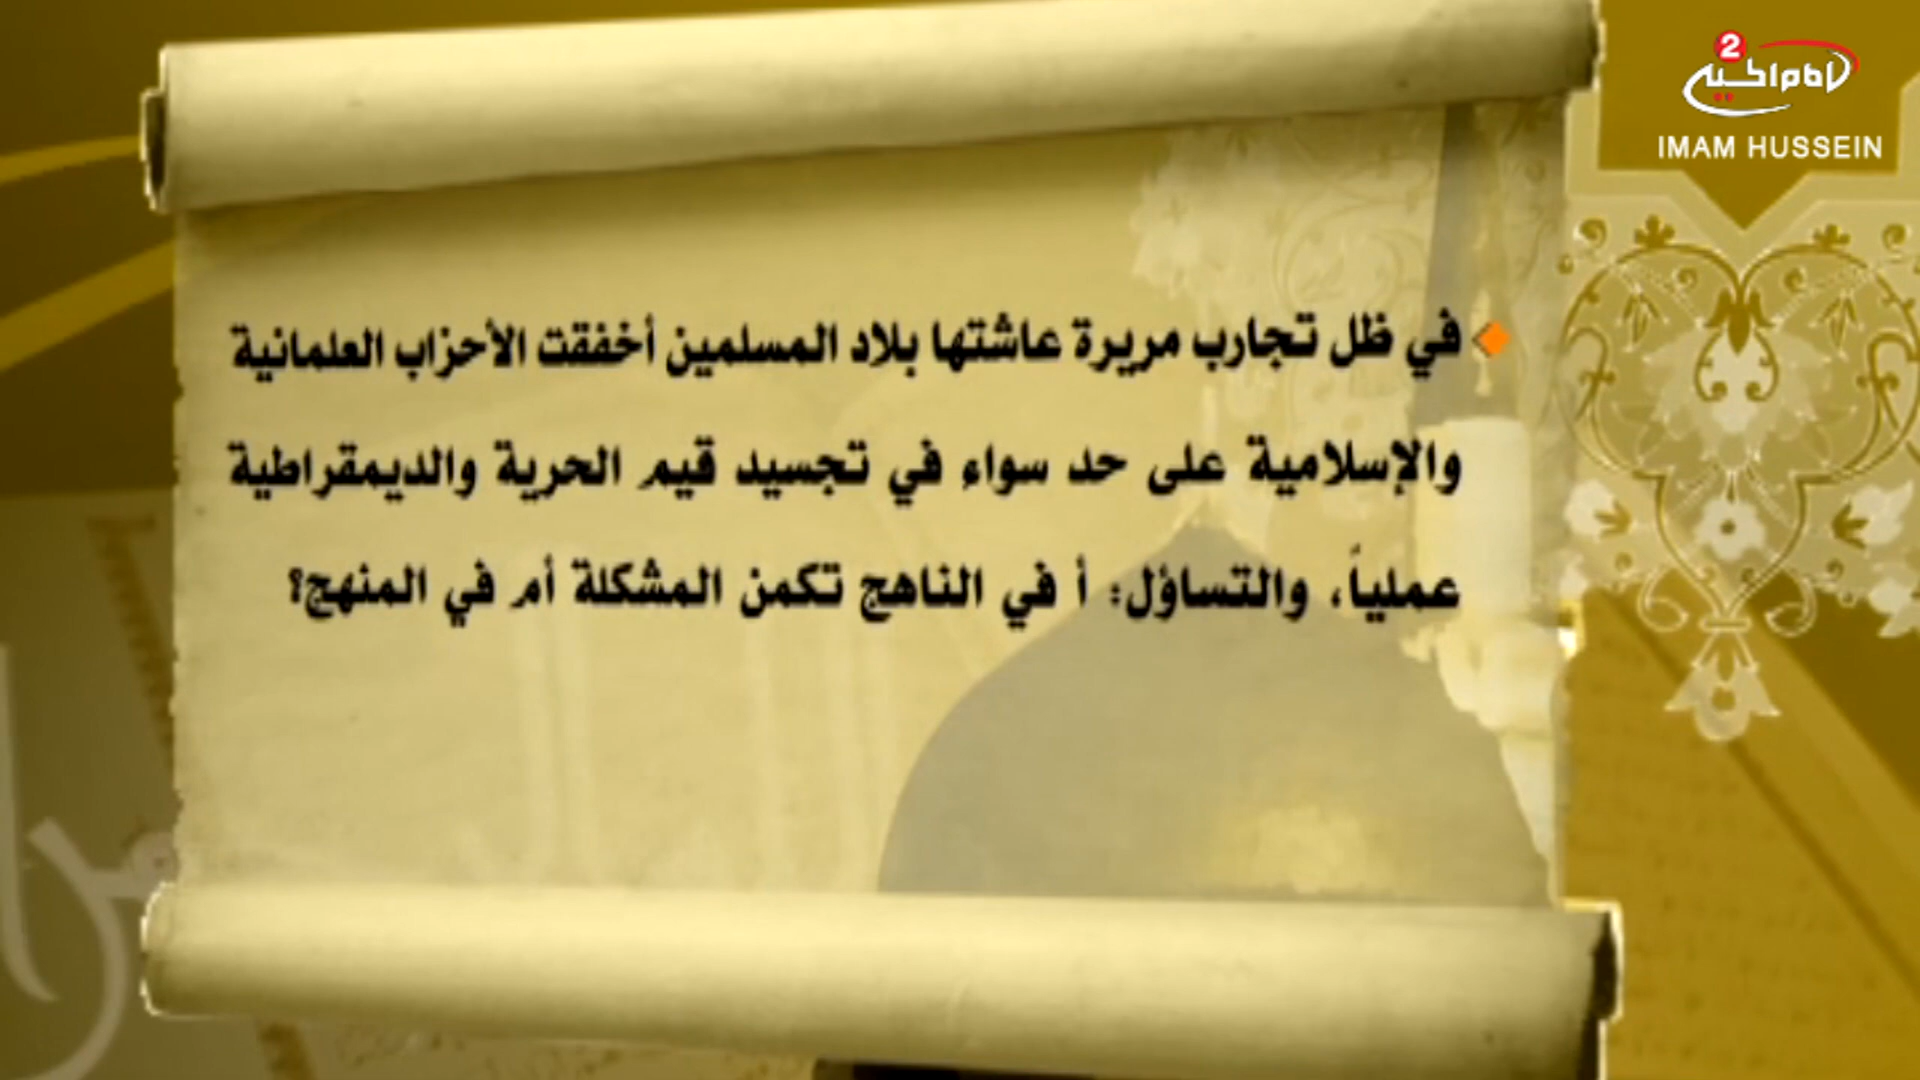 2
IMAM HUSSEIN
في ظل تجارب مريرة عاشتها بلاد المسلمين أخفقت الأحزاب العلمانية
والإسلامية على حد سواء في تجسيد قيم الحرية والديمقراطية
عملياً، والتساؤل: أ في الناهج تكمن المشكلة أم في المنهج؟